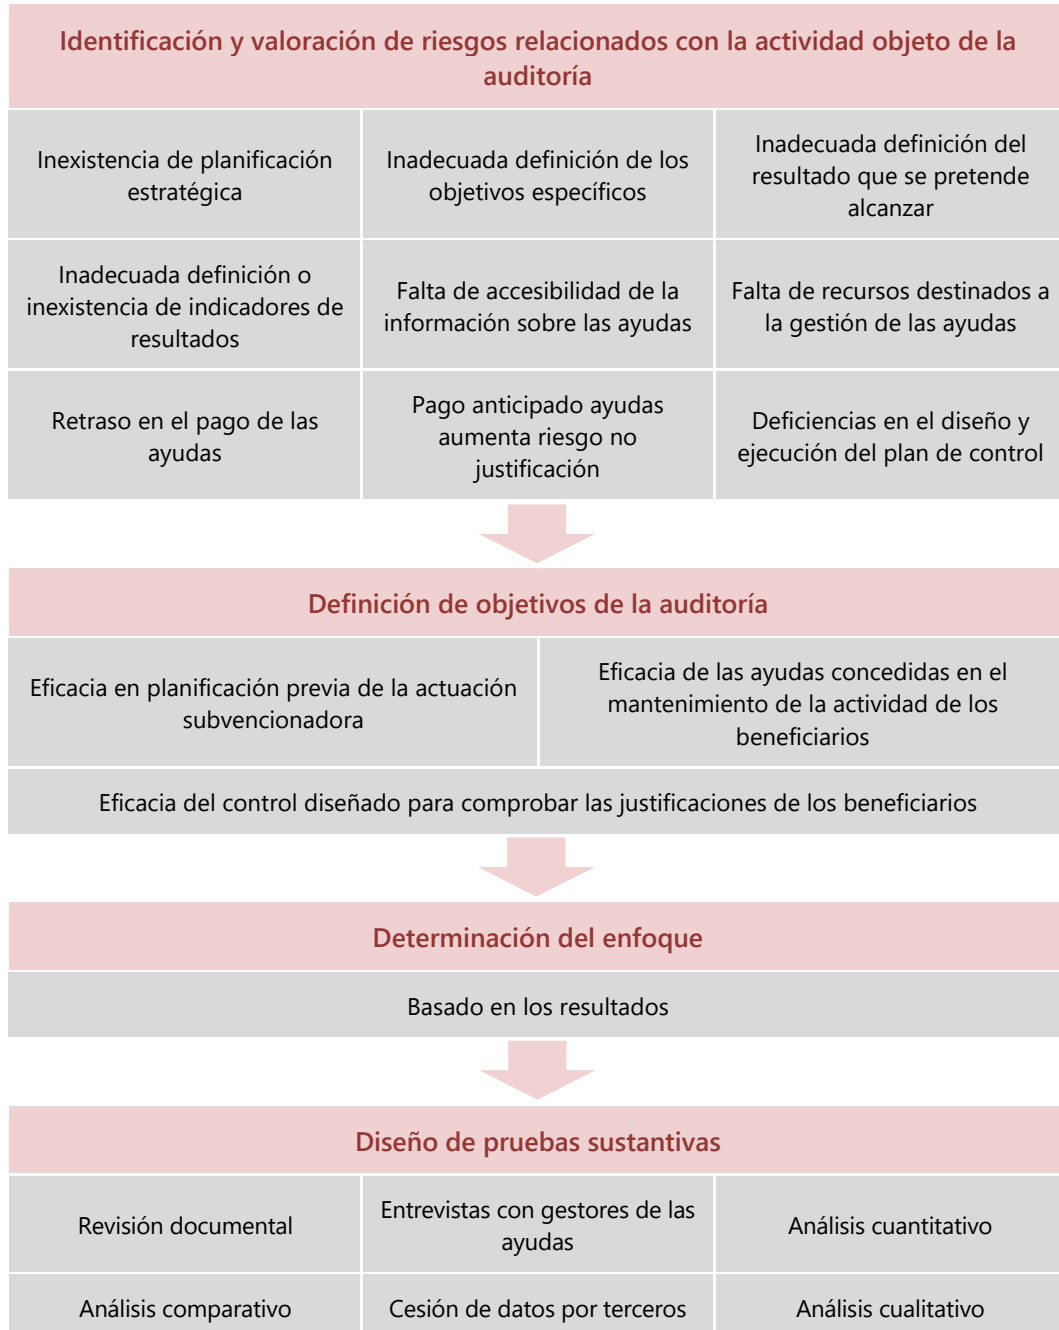 Identificación y valoración de riesgos relacionados con la actividad objeto de la
auditoría
Inexistencia de planificación
estratégica
Inadecuada definición de los
objetivos específicos
Inadecuada definición del
resultado que se pretende
alcanzar
Inadecuada definición o
inexistencia de indicadores de
resultados
Falta de accesibilidad de la
información sobre las ayudas
Falta de recursos destinados a
la gestión de las ayudas
Retraso en el pago de las
ayudas
Pago anticipado ayudas
aumenta riesgo no
justificación
Deficiencias en el diseño y
ejecución del plan de control
Definición de objetivos de la auditoría
Eficacia en planificación previa de la actuación
subvencionadora
Eficacia de las ayudas concedidas en el
mantenimiento de la actividad de los
beneficiarios
Eficacia del control diseñado para comprobar las justificaciones de los beneficiarios
Determinación del enfoque
Basado en los resultados
Diseño de pruebas sustantivas
Revisión documental
Entrevistas con gestores de las
ayudas
Análisis cuantitativo
Análisis comparativo
Cesión de datos por terceros
Análisis cualitativo